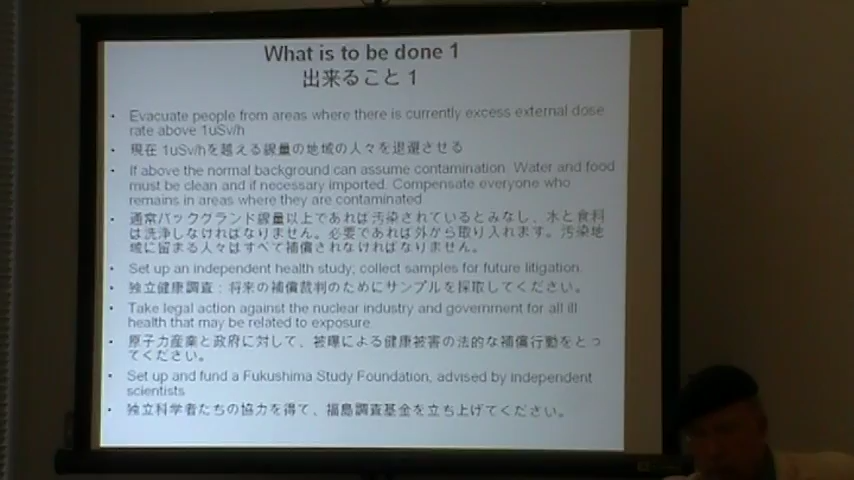 What is to be done 1
出来ること 1
• Evacuate people from areas where there is currently excess external dose
rate above 1uSv/h
• 現在 1uSv/hを越える線量の地域の人々を退避させる
• If above the normal background can assume contamination. Water and food
must be clean and if necessary imported. Compensate everyone who
remains in areas where they are contaminated
• 通常バックグランド線量以上であれば汚染されているとみなし、水と食料
は洗浄しなければなりません。必要であれば外から取り入れます。汚染地
域に留まる人々はすべて補償されなければなりません。
• Set up an independent health study; collect samples for future litigation.
• 独立健康調査：将来の補償裁判のためにサンプルを採取してください。
• Take legal action against the nuclear industry and government for all ill
health that may be related to exposure
• 原子力産業と政府に対して、被曝による健康被害の法的な補償行動をとっ
てください。
• Set up and fund a Fukushima Study Foundation, advised by independent
scientists
• 独立科学者たちの協力を得て、福島調査基金を立ち上げてください。